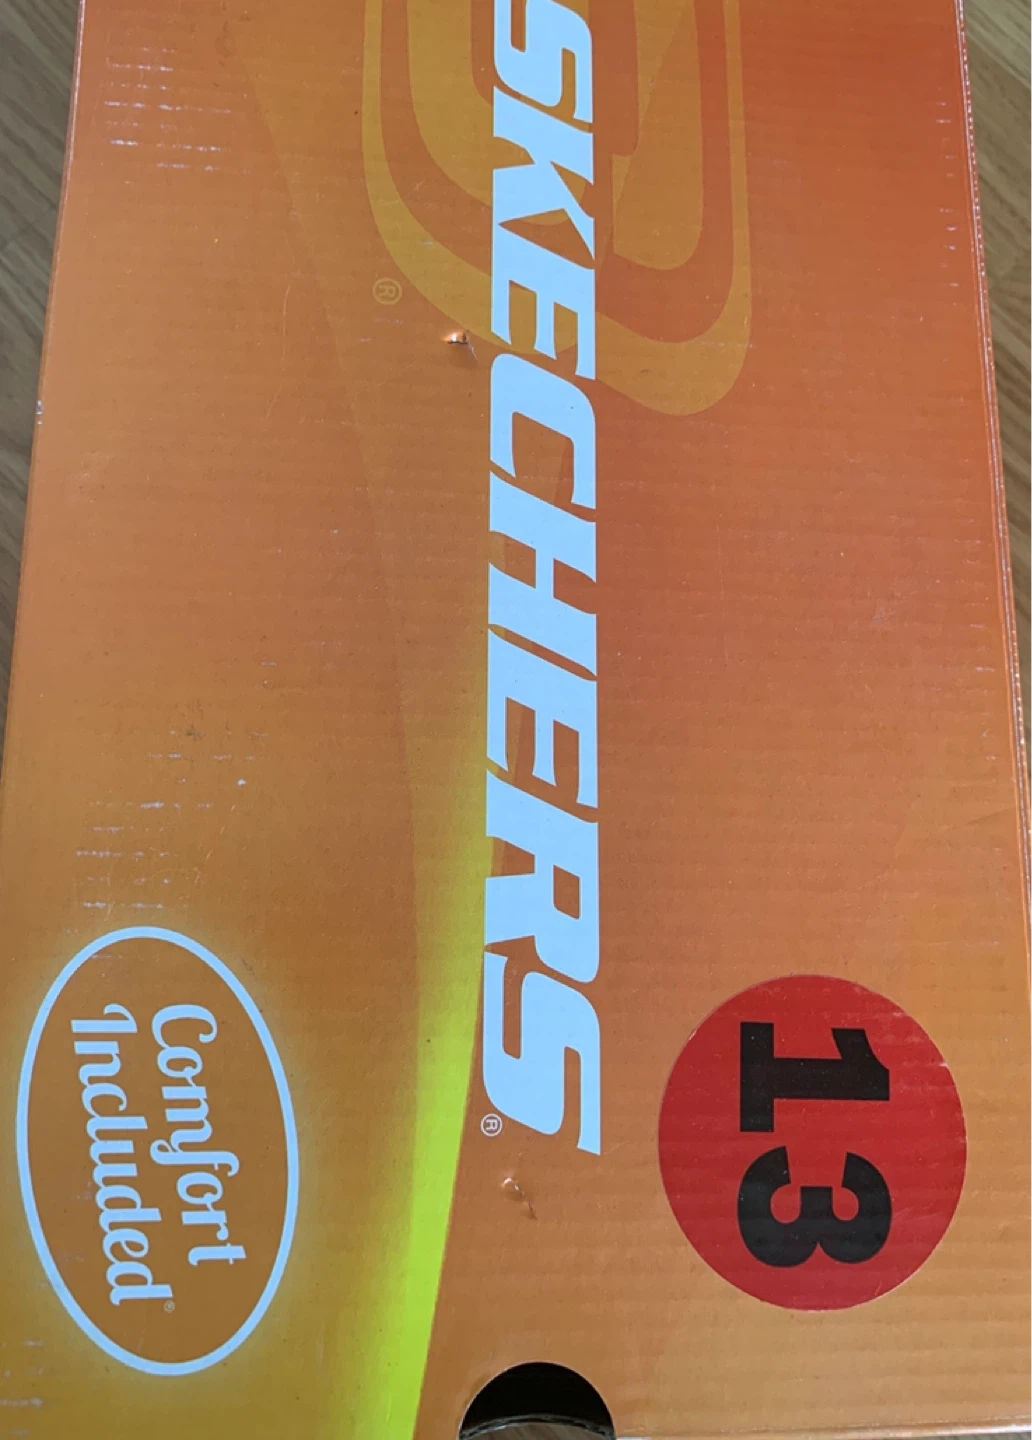 SKECHERS®
®
13
Comfort
Included®